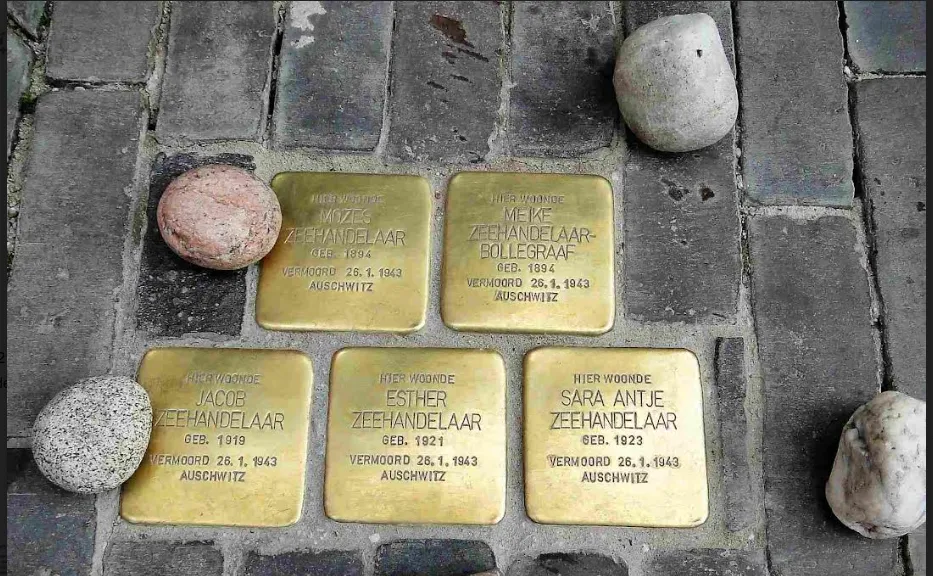 HIER WOONDE
MOZES
ZEEHANDELAAR
GEB. 1894
VERMOORD 26.1.1943
AUSCHWITZ
HIER WOONDE
MEIKE
ZEEHANDELAAR-
BOLLEGRAAF
GEB. 1894
VERMOORD 26.1.1943
AUSCHWITZ
HIER WOONDE
JACOB
ZEEHANDELAAR
GEB. 1919
VERMOORD 26.1.1943
AUSCHWITZ
HIER WOONDE
ESTHER
ZEEHANDELAAR
GEB. 1921
VERMOORD 26.1.1943
AUSCHWITZ
HIER WOONDE
SARA ANTJE
ZEEHANDELAAR
GEB. 1923
VERMOORD 26.1.1943
AUSCHWITZ